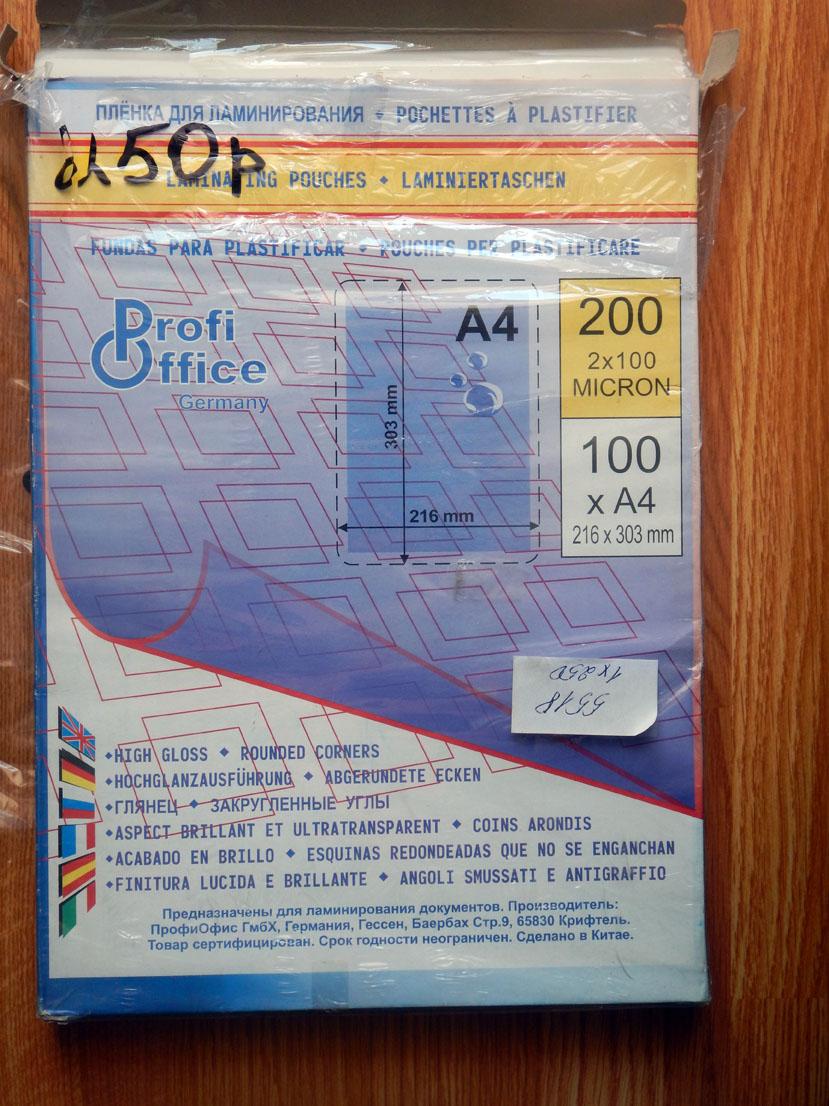 ПЛЁНКА ДЛЯ ЛАМИНИРОВАНИЯ ◆ POCHETTES À PLASTIFIER
250р
LAMINATING POUCHES ◆ LAMINIERTASCHEN
FUNDAS PARA PLASTIFICAR ◆ POUCHES PER PLASTIFICARE
Profi
Office
Germany
A4
303 mm
216 mm
200
2x100
MICRON
100
x A4
216 x 303 mm
5518
1x250
◆HIGH GLOSS ◆ ROUNDED CORNERS
◆HOCHGLANZAUSFÜHRUNG ◆ ABGERUNDETE ECKEN
◆ГЛЯНЕЦ ◆ ЗАКРУГЛЕННЫЕ УГЛЫ
◆ASPECT BRILLANT ET ULTRATRANSPARENT ◆ COINS ARONDIS
◆ACABADO EN BRILLO ◆ ESQUINAS REDONDEADAS QUE NO SE ENGANCHAN
◆FINITURA LUCIDA E BRILLANTE ◆ ANGOLI SMUSSATI E ANTIGRAFFIO
Предназначены для ламинирования документов. Производитель:
ПрофиОфис ГмбХ, Германия, Гессен, Баербах Стр.9, 65830 Крифтель.
Товар сертифицирован. Срок годности неограничен. Сделано в Китае.